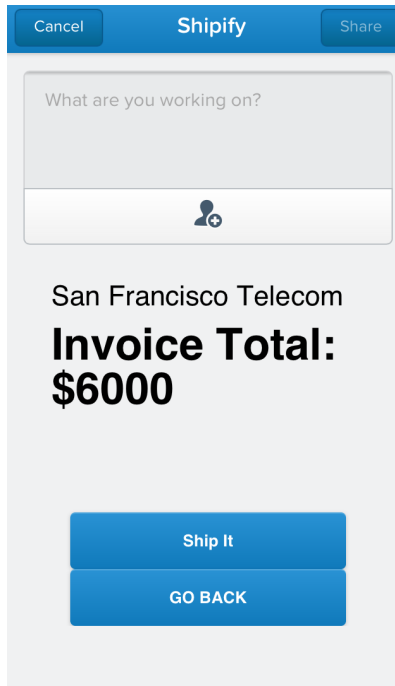 Cancel Shipify Share
What are you working on?
San Francisco Telecom
Invoice Total:
$6000
Ship It
GO BACK